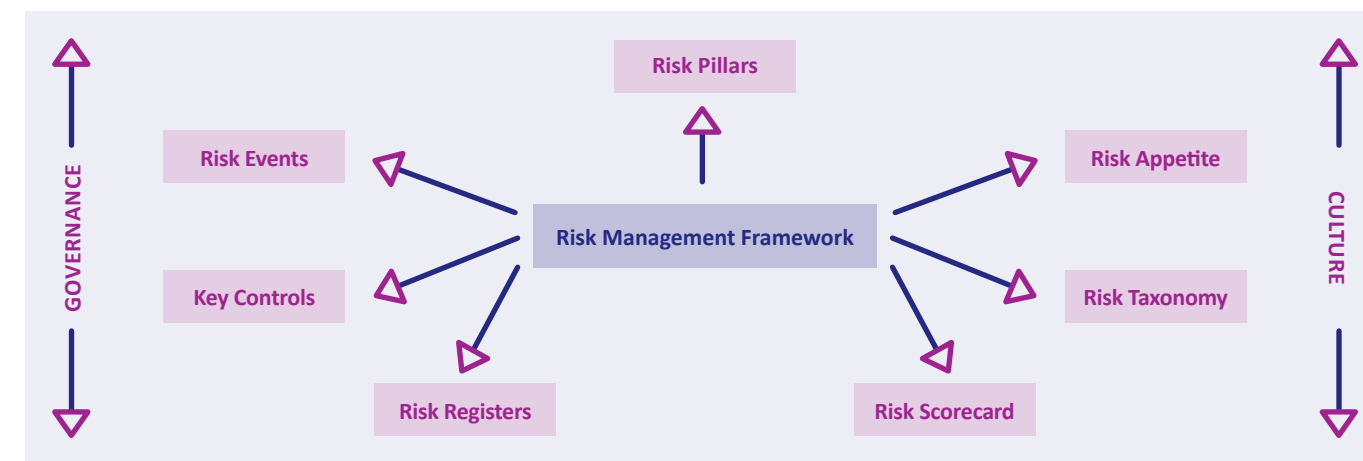 Risk Pillars
Risk Events
Risk Appetite
GOVERNANCE
Risk Management Framework
CULTURE
Key Controls
Risk Taxonomy
Risk Registers
Risk Scorecard